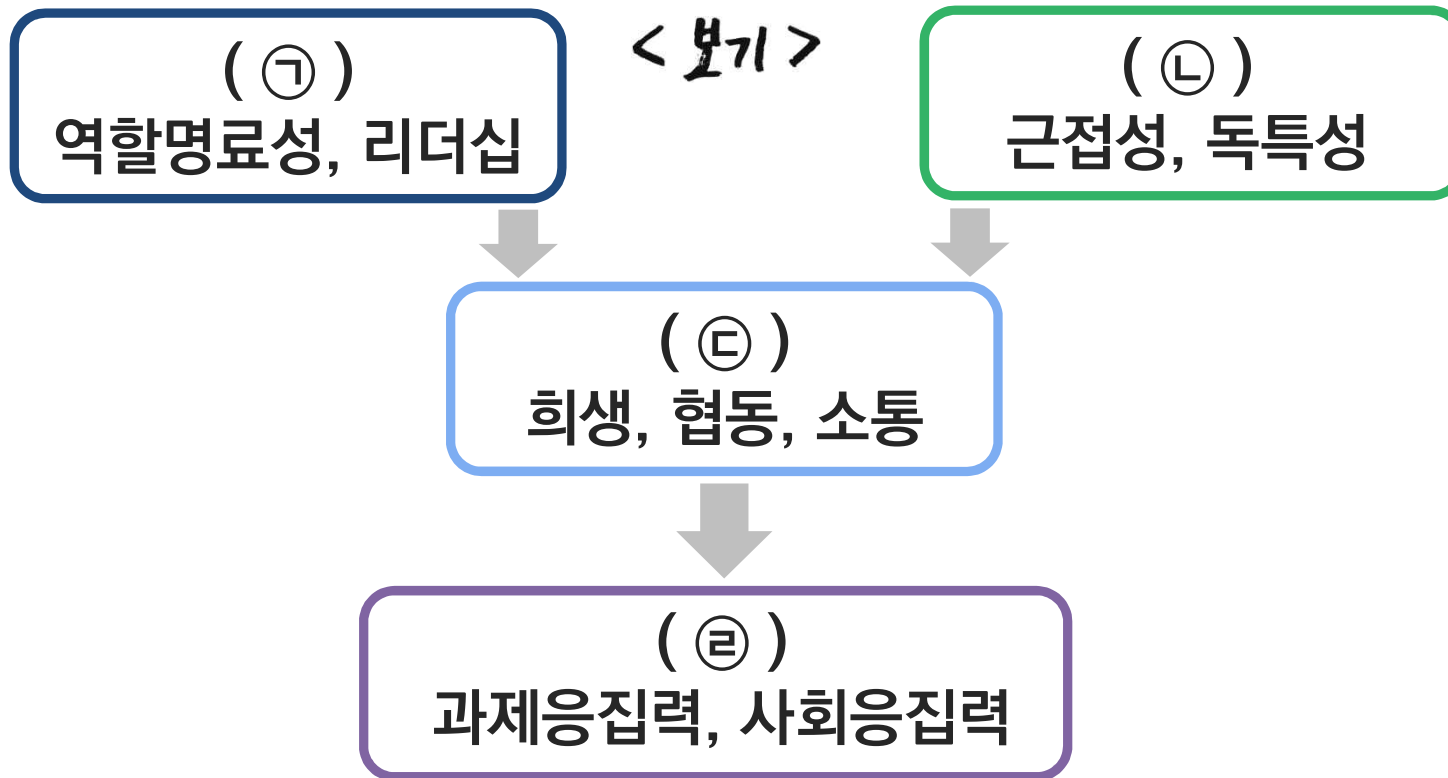 <보기>
( ㉠ )
역할명료성, 리더십
( ㉡ )
근접성, 독특성
( ㉢ )
희생, 협동, 소통
( ㉣ )
과제응집력, 사회응집력